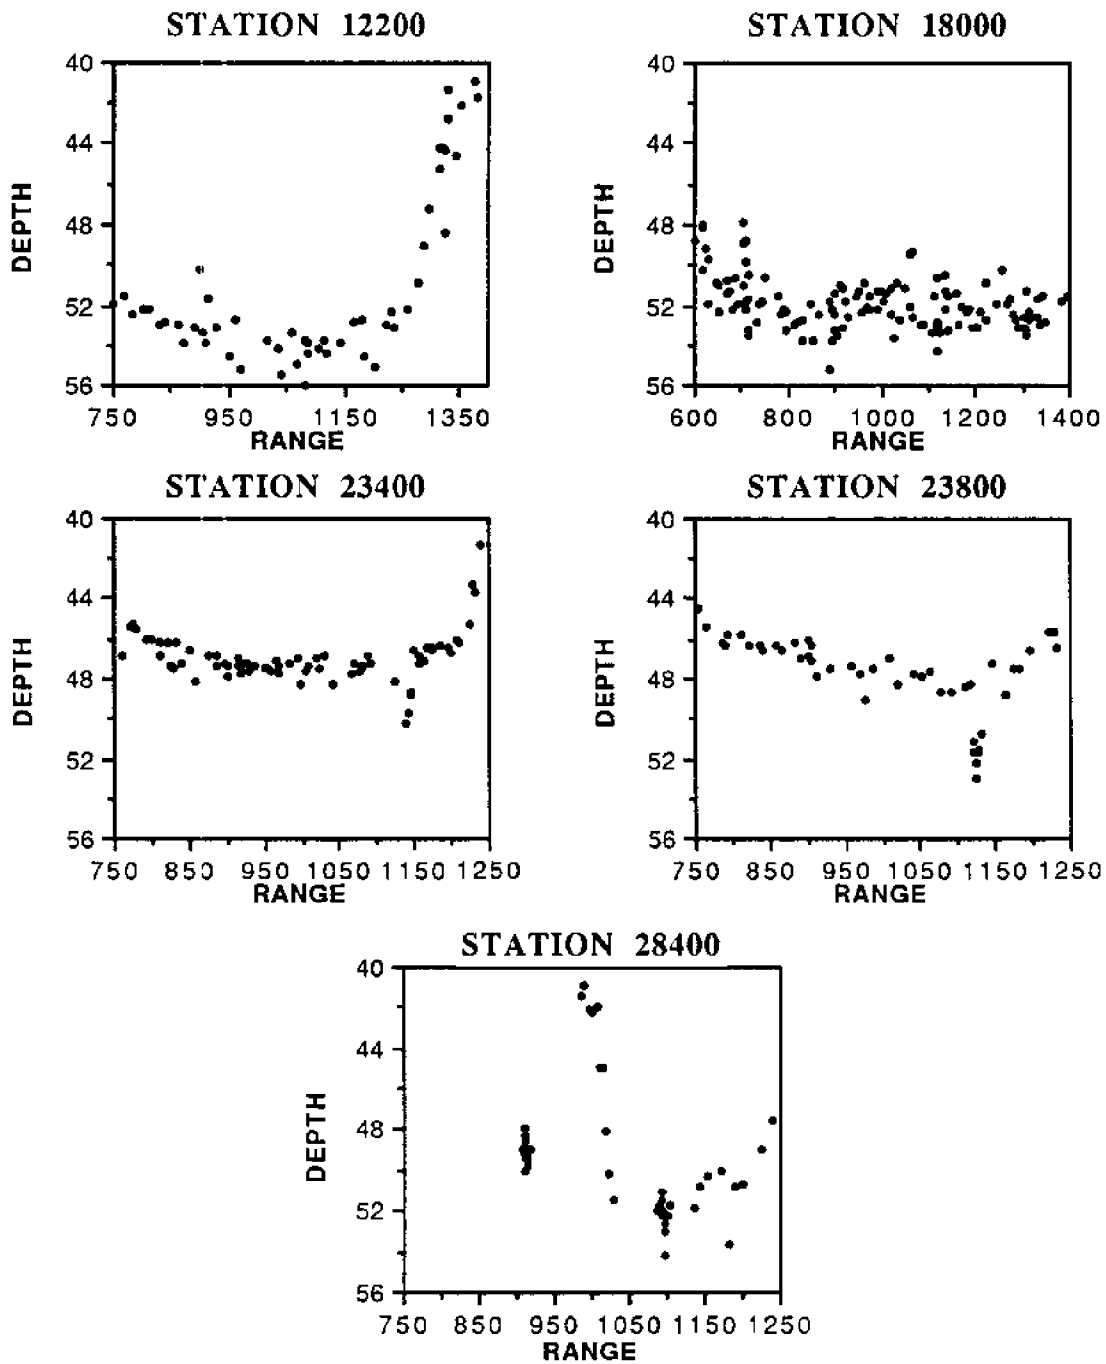 STATION 12200
40
44
48
52
56
DEPTH
750 950 1150 1350
RANGE
STATION 18000
40
44
48
52
56
DEPTH
600 800 1000 1200 1400
RANGE
STATION 23400
40
44
48
52
56
DEPTH
750 850 950 1050 1150 1250
RANGE
STATION 23800
40
44
48
52
56
DEPTH
750 850 950 1050 1150 1250
RANGE
STATION 28400
40
44
48
52
56
DEPTH
750 850 950 1050 1150 1250
RANGE